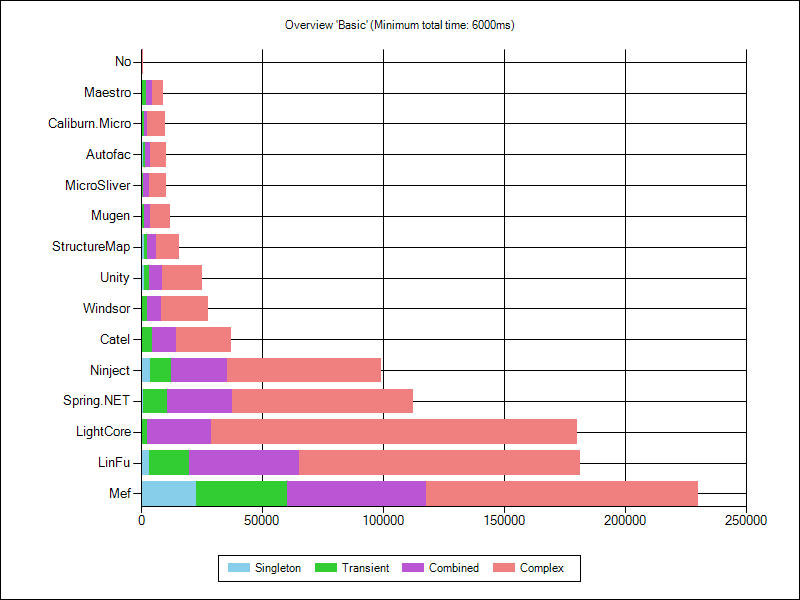 Overview 'Basic' (Minimum total time: 6000ms)
No
Maestro
Caliburn.Micro
Autofac
MicroSliver
Mugen
StructureMap
Unity
Windsor
Catel
Ninject
Spring.NET
LightCore
LinFu
Mef
0 50000 100000 150000 200000 250000
Singleton Transient Combined Complex